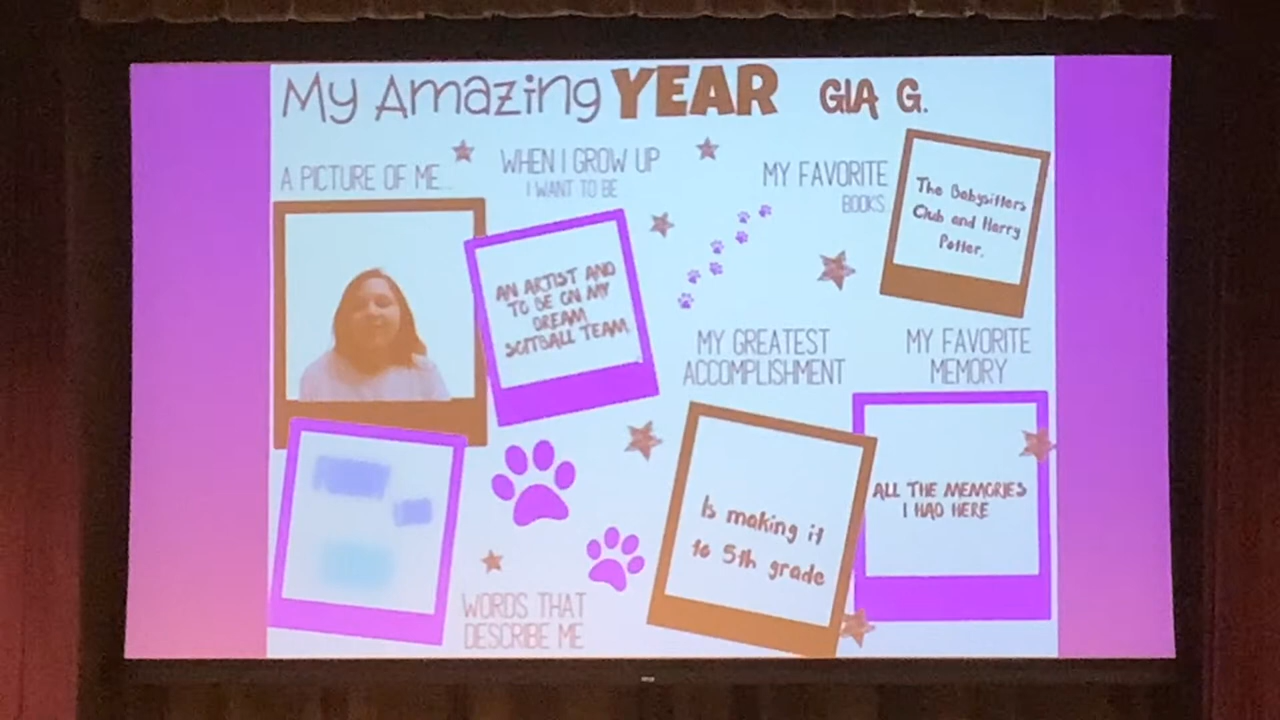 My Amazing YEAR GIA G.
A PICTURE OF ME...
WHEN I GROW UP
I WANT TO BE
AN ARTIST AND
TO BE ON MY
DREAM
SOFTBALL TEAM
MY FAVORITE
BOOKS
The Babysitters
Club and Harry
Potter.
MY GREATEST
ACCOMPLISHMENT
Is making it
to 5th grade
MY FAVORITE
MEMORY
ALL THE MEMORIES
I HAD HERE
WORDS THAT
DESCRIBE ME